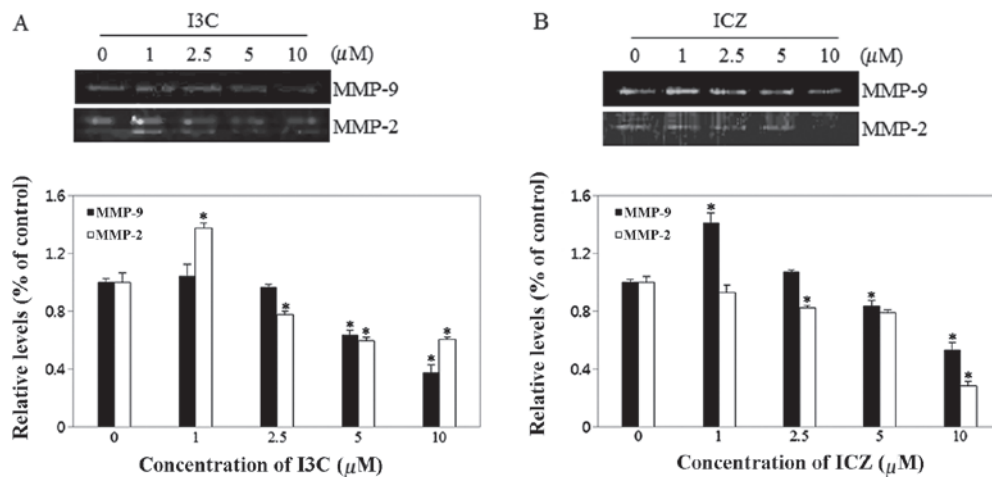 A
I3C
0 1 2.5 5 10 (μM)
MMP-9
MMP-2
Relative levels (% of control)
1.6
1.2
0.8
0.4
0
MMP-9
MMP-2
*
*
* *
* *
0 1 2.5 5 10
Concentration of I3C (μM)
B
ICZ
0 1 2.5 5 10 (μM)
MMP-9
MMP-2
Relative levels (% of control)
1.6
1.2
0.8
0.4
0
MMP-9
MMP-2
*
*
*
* *
0 1 2.5 5 10
Concentration of ICZ (μM)